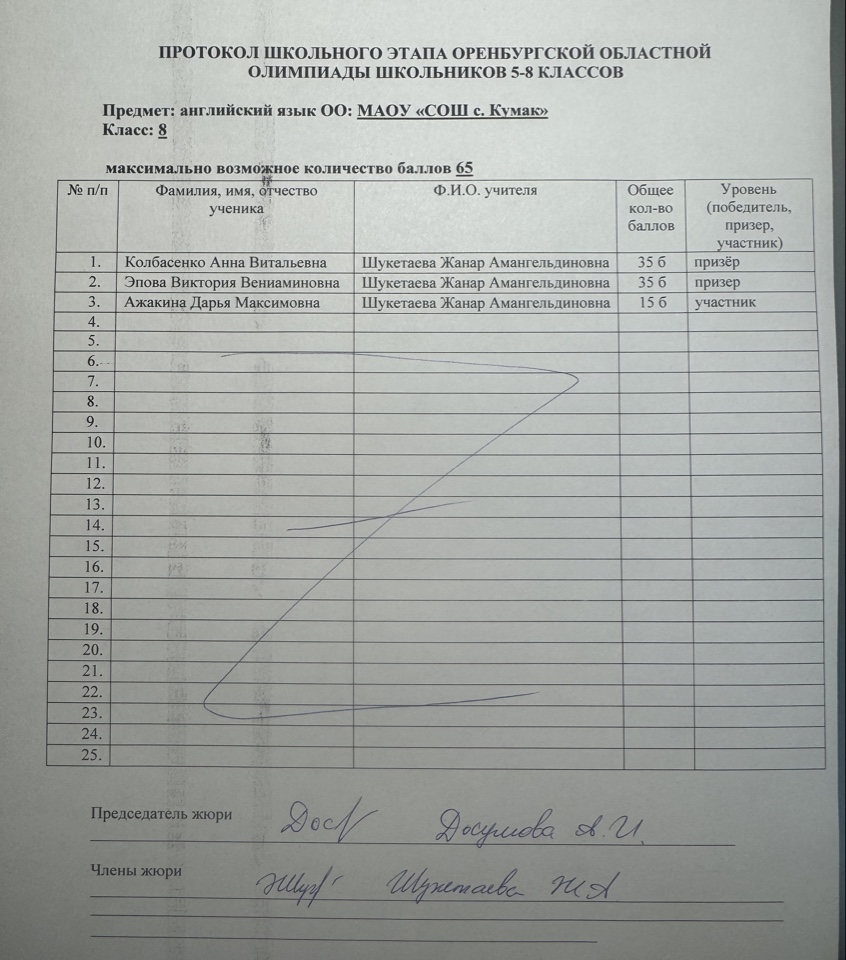 ПРОТОКОЛ ШКОЛЬНОГО ЭТАПА ОРЕНБУРГСКОЙ ОБЛАСТНОЙ
ОЛИМПИАДЫ ШКОЛЬНИКОВ 5-8 КЛАССОВ
Предмет: английский язык ОО: МАОУ «СОШ с. Кумак»
Класс: 8
максимально возможное количество баллов 65
№ п/п Фамилия, имя, отчество ученика Ф.И.О. учителя Общее кол-во баллов Уровень (победитель, призер, участник)
1. Колбасенко Анна Витальевна Шукетаева Жанар Амангельдиновна 35 б призёр
2. Эпова Виктория Вениаминовна Шукетаева Жанар Амангельдиновна 35 б призер
3. Ажакина Дарья Максимовна Шукетаева Жанар Амангельдиновна 15 б участник
4.
5.
6.
7.
8.
9.
10.
11.
12.
13.
14.
15.
16.
17.
18.
19.
20.
21.
22.
23.
24.
25.
Председатель жюри Досумова А.И.
Члены жюри Шукетаева Ж А